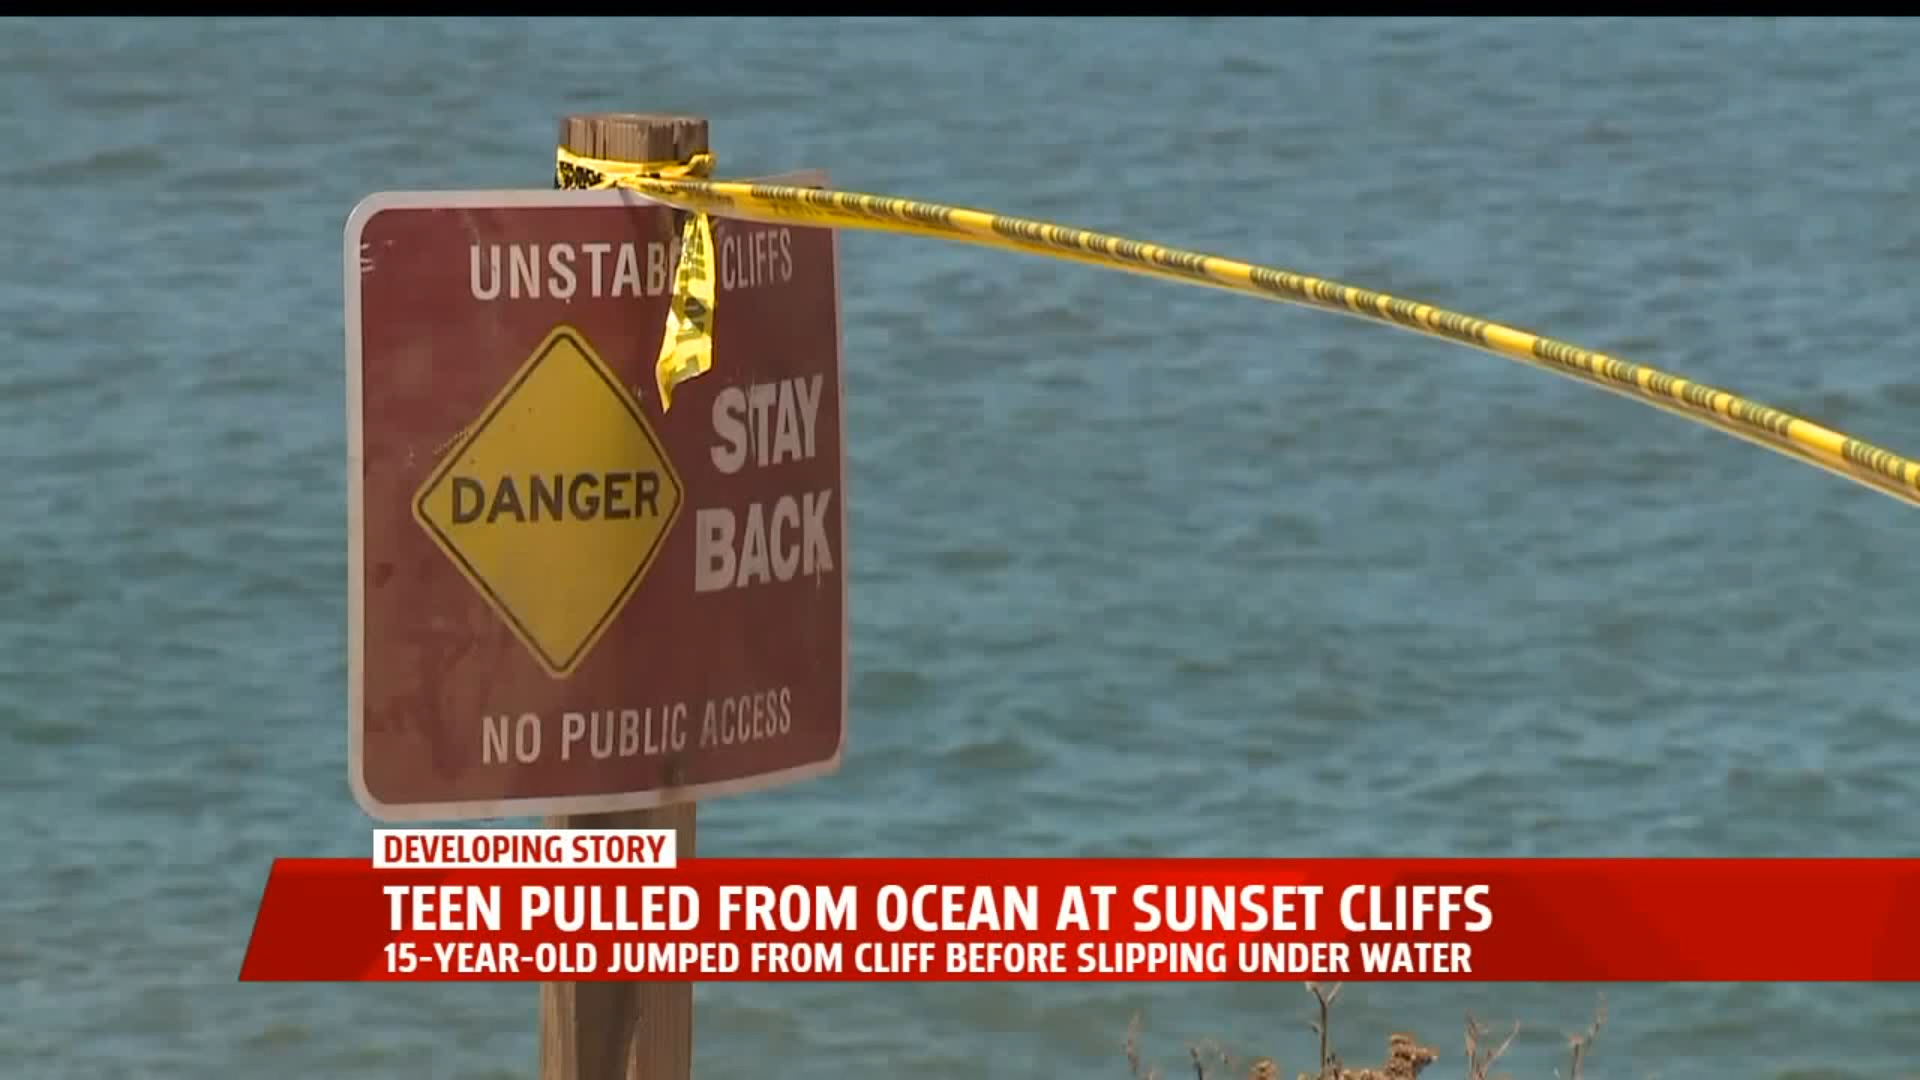 UNSTAB CLIFFS
DANGER
STAY
BACK
NO PUBLIC ACCESS
DEVELOPING STORY
TEEN PULLED FROM OCEAN AT SUNSET CLIFFS
15-YEAR-OLD JUMPED FROM CLIFF BEFORE SLIPPING UNDER WATER